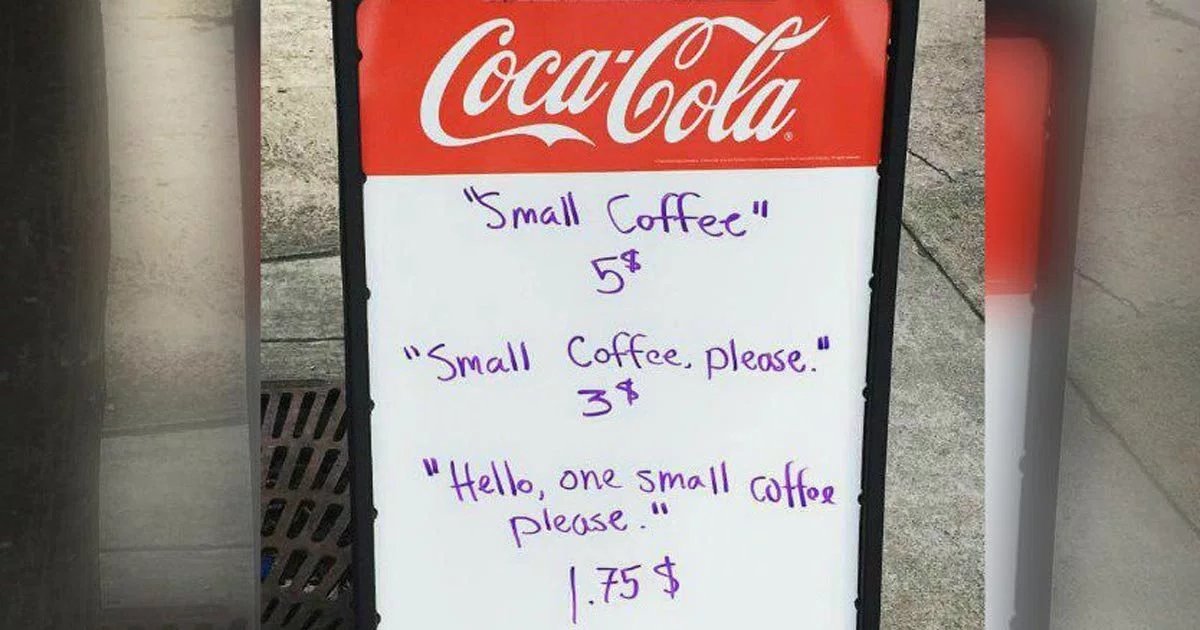 Coca-Cola
"Small Coffee"
5$
"Small Coffee, please."
3$
"Hello, one small coffee
please."
1.75$